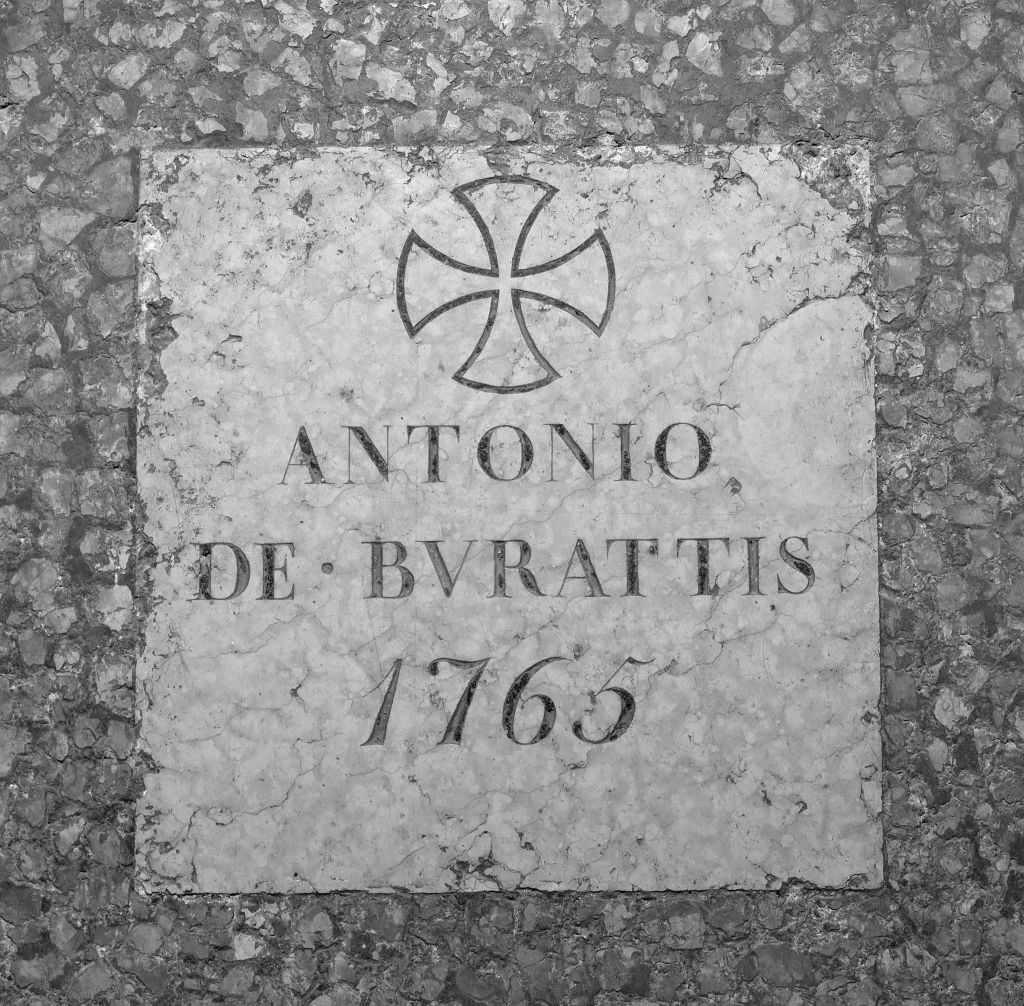 ANTONIO
DE · BVRATTIS
1765